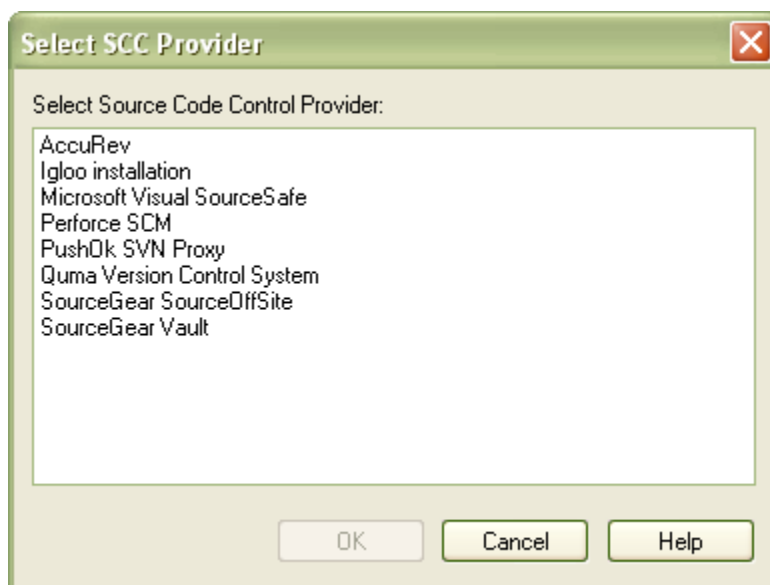 Select SCC Provider
Select Source Code Control Provider:
AccuRev
Igloo installation
Microsoft Visual SourceSafe
Perforce SCM
PushOk SVN Proxy
Quma Version Control System
SourceGear SourceOffSite
SourceGear Vault
OK Cancel Help